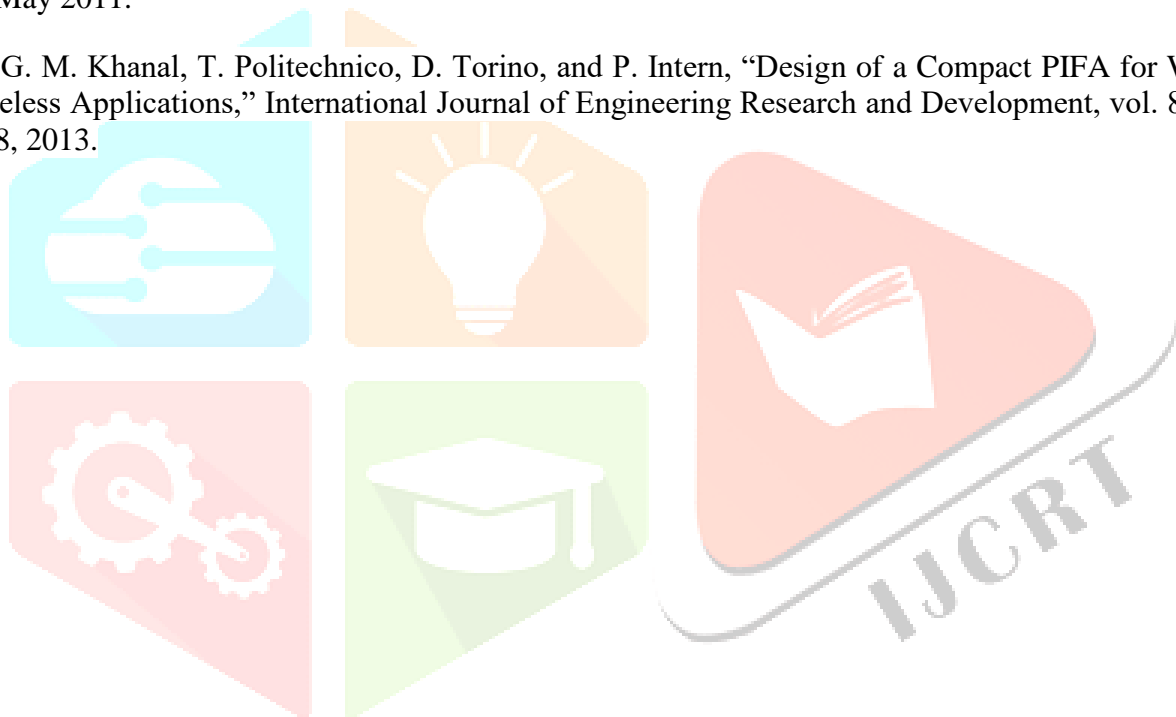 May 2011.
G. M. Khanal, T. Politechnico, D. Torino, and P. Intern, “Design of a Compact PIFA for
eless Applications,” International Journal of Engineering Research and Development, vol. 8
8, 2013.
IJCRT